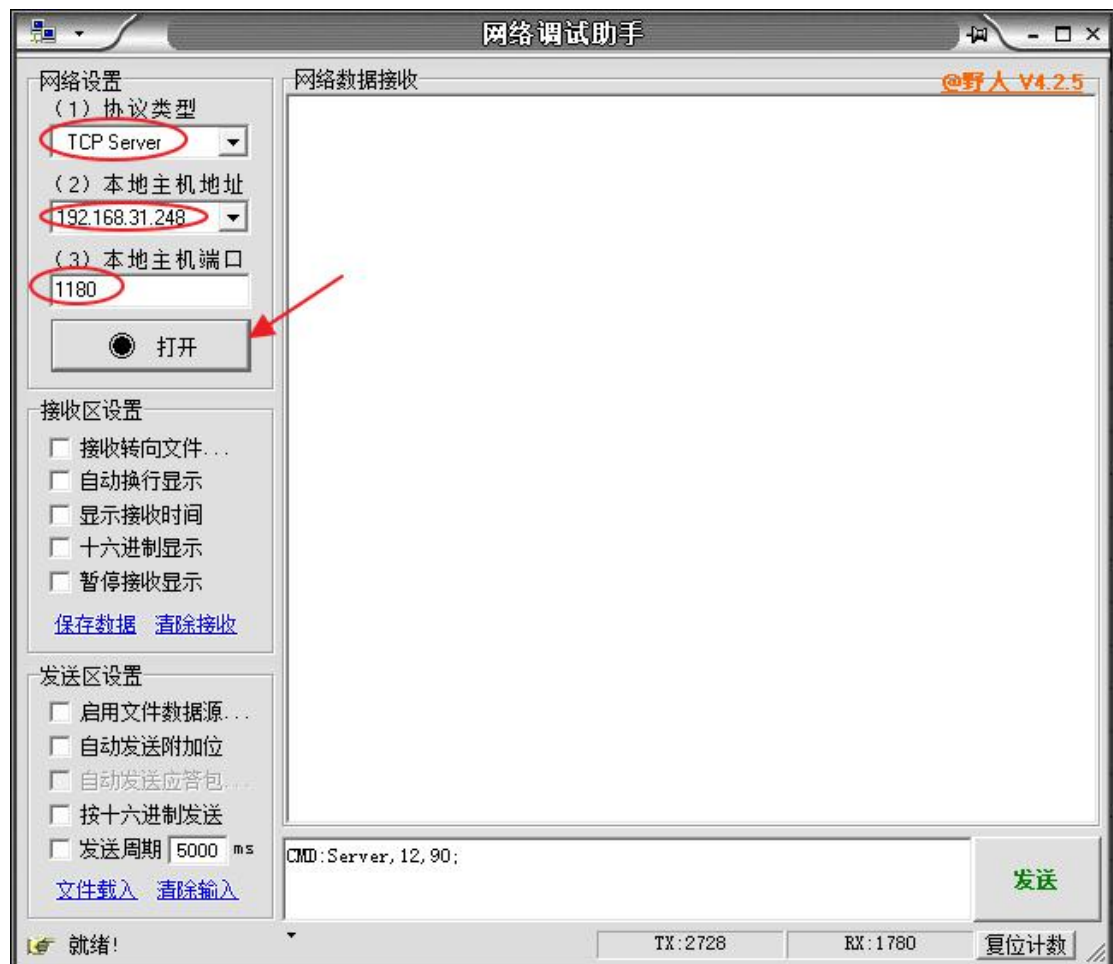 网络调试助手
网络设置
(1) 协议类型
TCP Server
(2) 本地主机地址
192.168.31.248
(3) 本地主机端口
1180
打开
接收区设置
接收转向文件...
自动换行显示
显示接收时间
十六进制显示
暂停接收显示
保存数据 清除接收
发送区设置
启用文件数据源...
自动发送附加位
自动发送应答包...
按十六进制发送
发送周期 5000 ms
文件载入 清除输入
网络数据接收
@野人 V4.2.5
CMD:Server,12,90;
发送
就绪!
TX:2728
RX:1780
复位计数